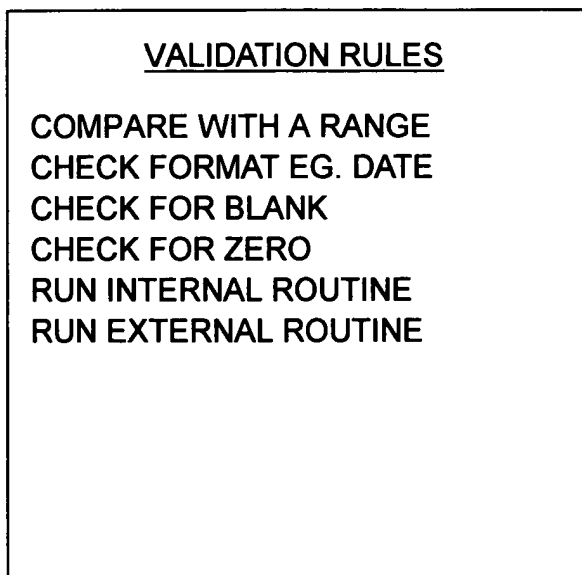 VALIDATION RULES
COMPARE WITH A RANGE
CHECK FORMAT EG. DATE
CHECK FOR BLANK
CHECK FOR ZERO
RUN INTERNAL ROUTINE
RUN EXTERNAL ROUTINE